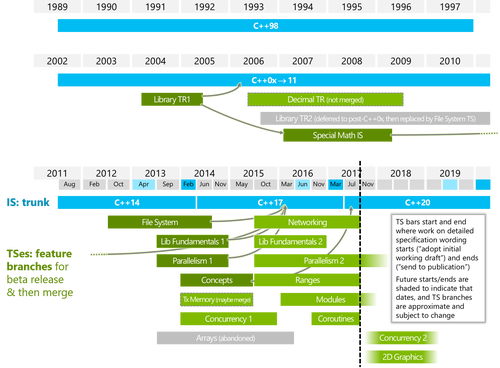 1989 1990 1991 1992 1993 1994 1995 1996 1997
C++98
2002 2003 2004 2005 2006 2007 2008 2009 2010
C++0x → 11
Library TR1 Decimal TR (not merged)
Library TR2 (deferred to post-C++0x, then replaced by File System TS)
Special Math IS
2011 2012 2013 2014 2015 2016 2017 2018 2019
Aug Feb Oct Apr Sep Feb Jun Nov May Oct Mar Jun Nov Mar Jul Nov
IS: trunk C++14 C++17 C++20
File System Networking
Lib Fundamentals 1 Lib Fundamentals 2
Parallelism 1 Parallelism 2
Concepts Ranges
Tx Memory (maybe merge) Modules
Concurrency 1 Coroutines
Arrays (abandoned) Concurrency 2
2D Graphics
TSes: feature
branches for
beta release
& then merge
TS bars start and end
where work on detailed
specification wording
starts ("adopt initial
working draft") and ends
("send to publication")
Future starts/ends are
shaded to indicate that
dates, and TS branches
are approximate and
subject to change